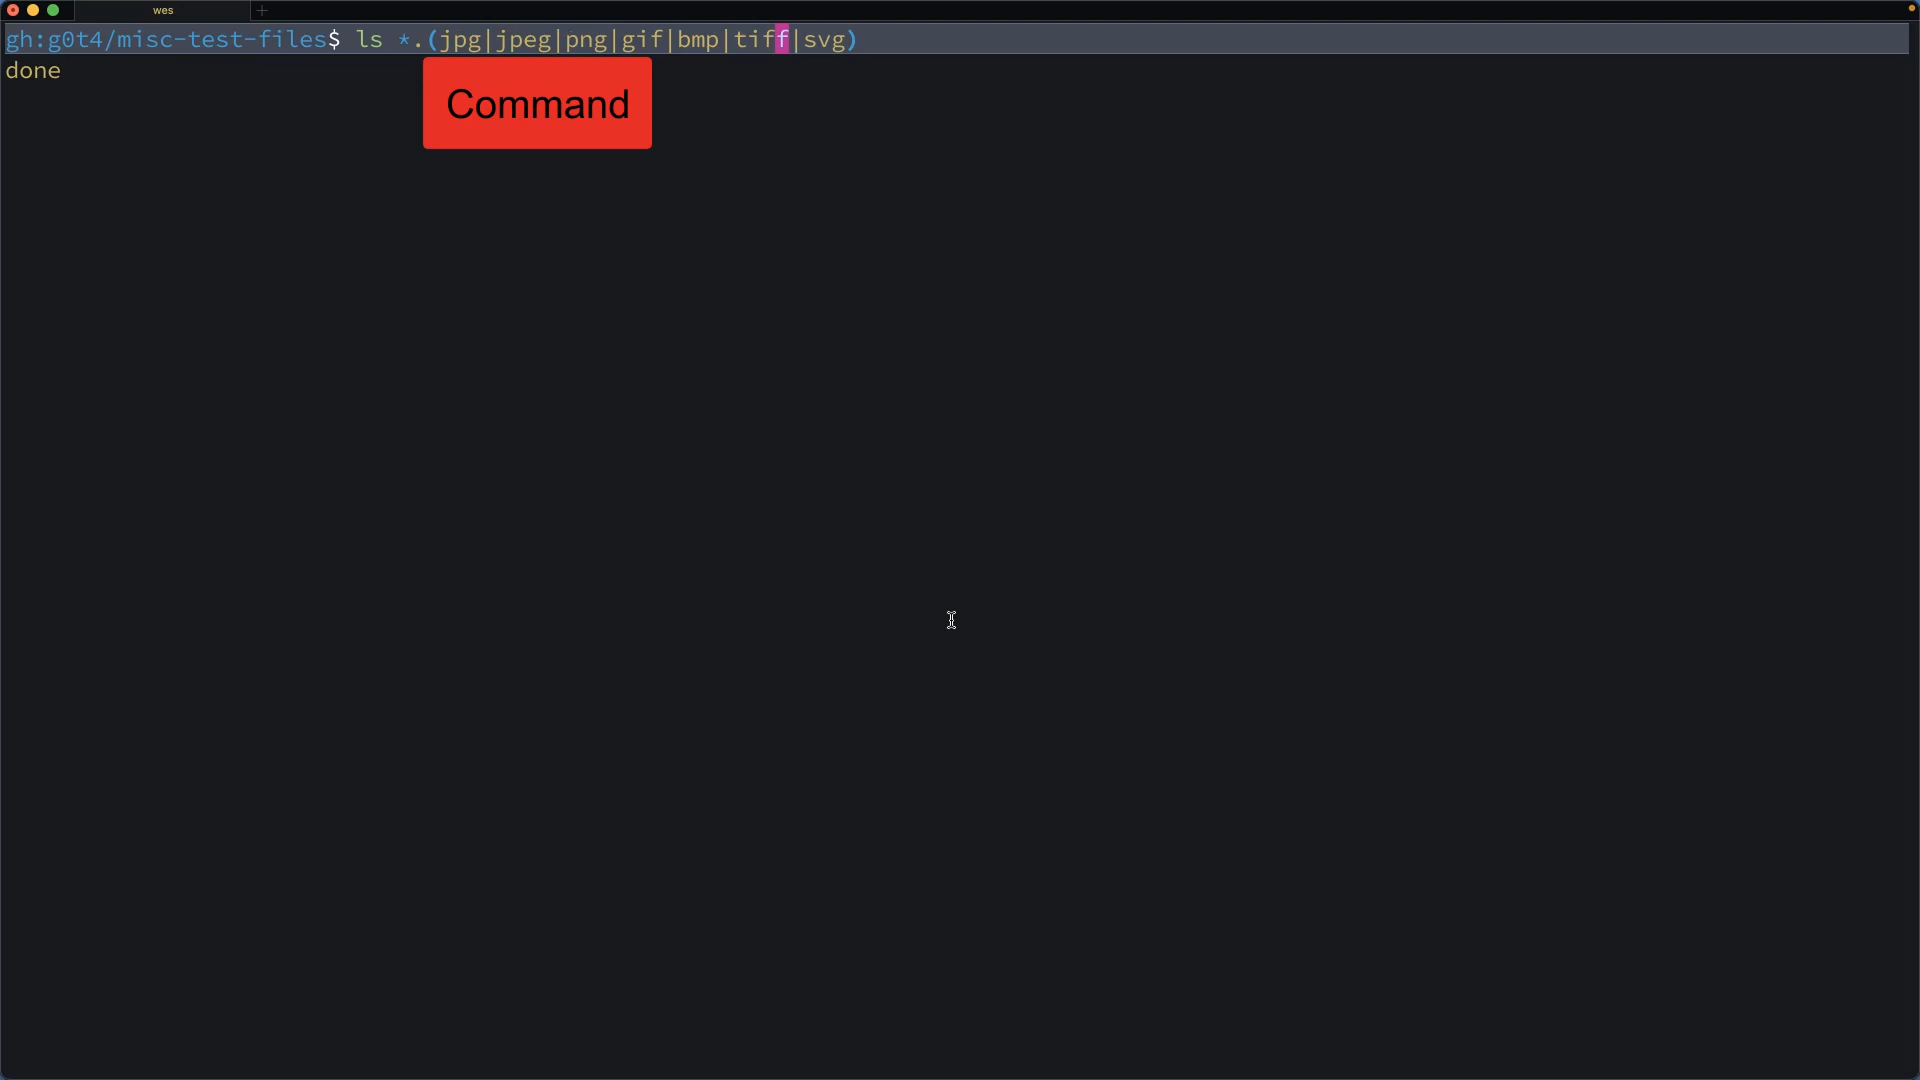 wes
gh:g0t4/misc-test-files$ ls *.(jpg|jpeg|png|gif|bmp|tiff|svg)
done
Command